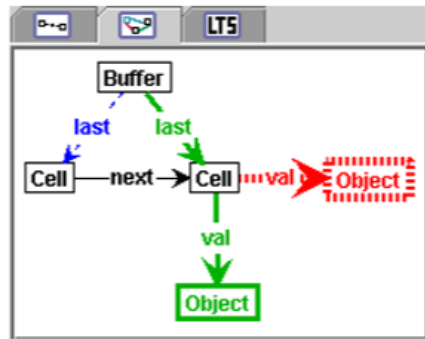 LTS
Buffer
last last
Cell next Cell val Object
val
Object